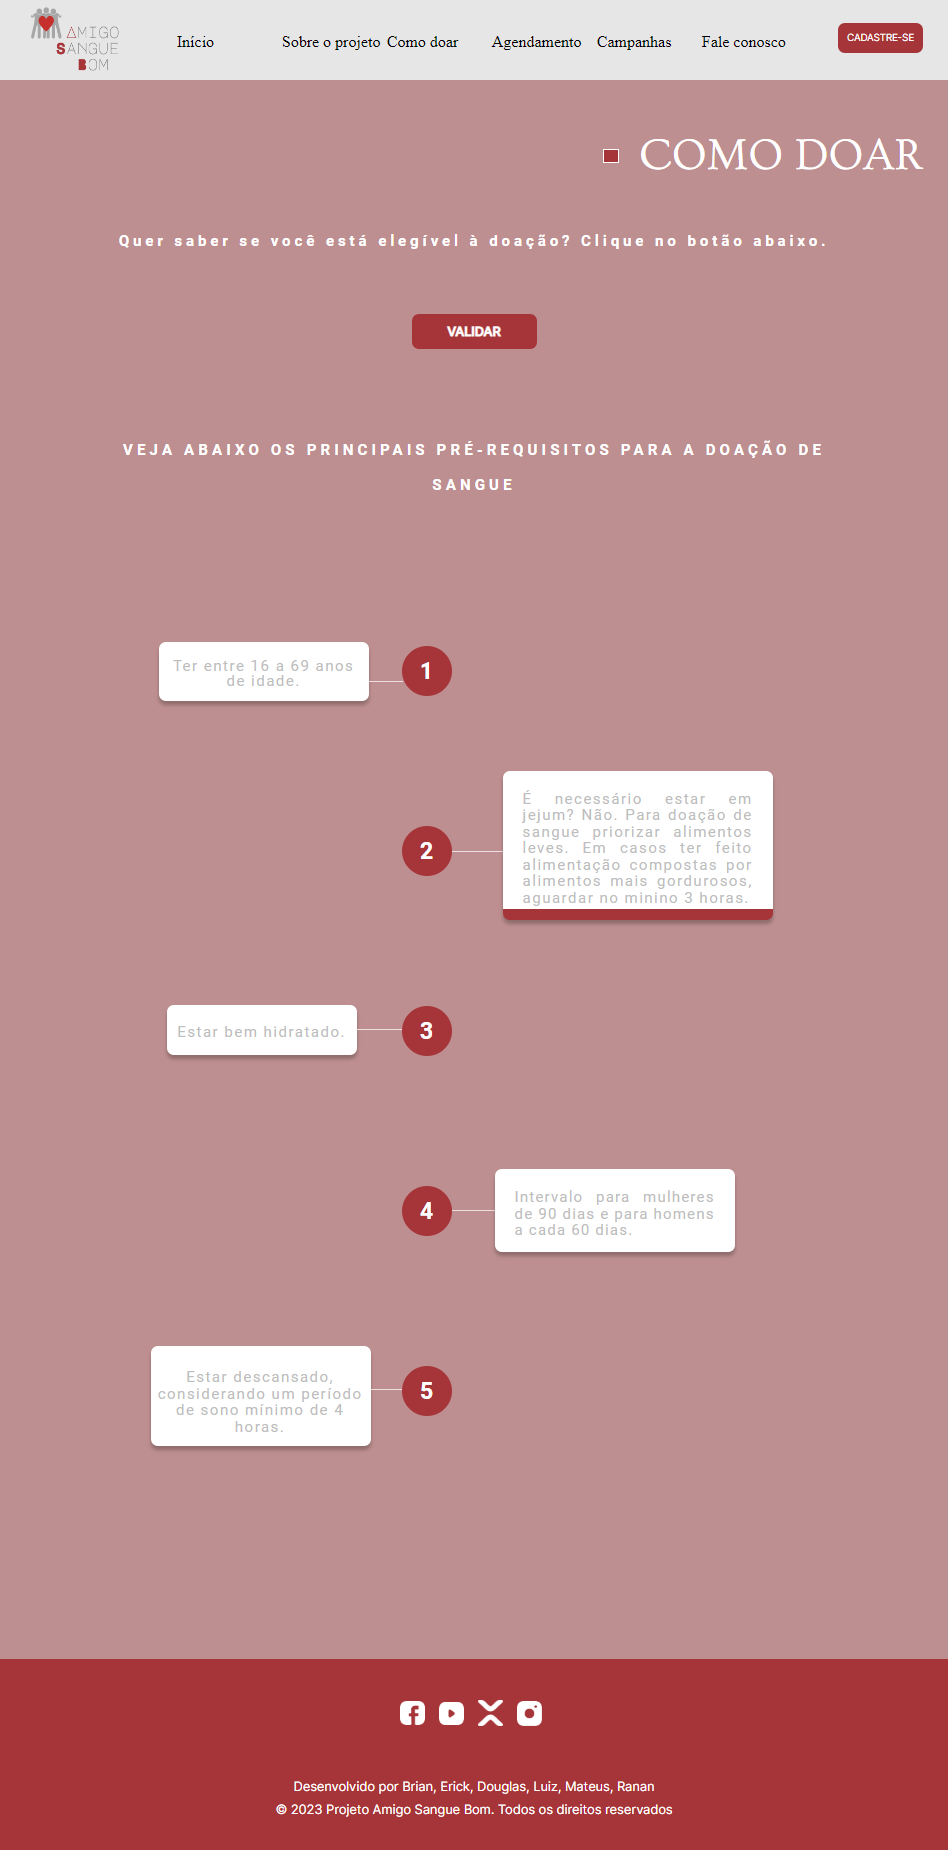 AMIGO
SANGUE
BOM
Início
Sobre o projeto
Como doar
Agendamento
Campanhas
Fale conosco
CADASTRE-SE
COMO DOAR
Quer saber se você está elegível à doação? Clique no botão abaixo.
VALIDAR
VEJA ABAIXO OS PRINCIPAIS PRÉ-REQUISITOS PARA A DOAÇÃO DE
SANGUE
Ter entre 16 a 69 anos
de idade.
1
2
É necessário estar em
jejum? Não. Para doação de
sangue priorizar alimentos
leves. Em casos ter feito
alimentação compostas por
alimentos mais gordurosos,
aguardar no minino 3 horas.
Estar bem hidratado.
3
4
Intervalo para mulheres
de 90 dias e para homens
a cada 60 dias.
Estar descansado,
considerando um período
de sono mínimo de 4
horas.
5
Desenvolvido por Brian, Erick, Douglas, Luiz, Mateus, Ranan
© 2023 Projeto Amigo Sangue Bom. Todos os direitos reservados